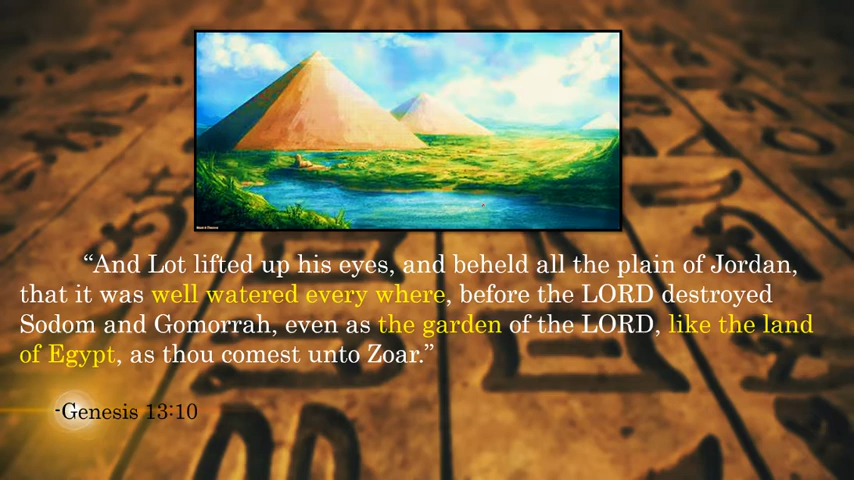 “And Lot lifted up his eyes, and beheld all the plain of Jordan,
that it was well watered every where, before the LORD destroyed
Sodom and Gomorrah, even as the garden of the LORD, like the land
of Egypt, as thou comest unto Zoar.”
-Genesis 13:10